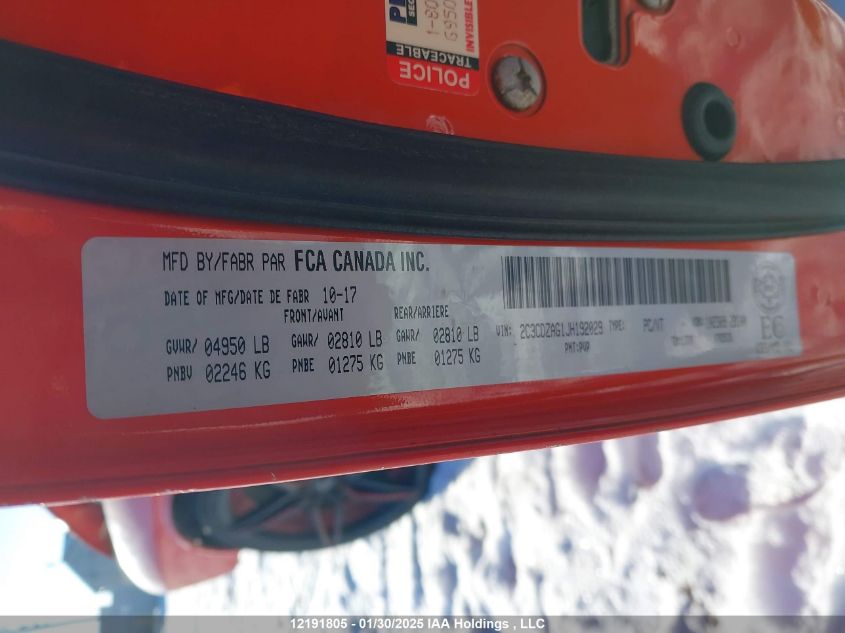 POLICE
TRACEABLE
INVISIBLE
MFD BY/FABR PAR FCA CANADA INC.
DATE OF MFG/DATE DE FABR 10-17
FRONT/AVANT REAR/ARRIERE
GVWR/ 04950 LB GAWR/ 02810 LB GAWR/ 02810 LB
PNBV 02246 KG PNBE 01275 KG PNBE 01275 KG
VIN: 2C3CDZAG1JH192029 TYPE: PC/VT
PNT:PVP
12191805 - 01/30/2025 IAA Holdings , LLC